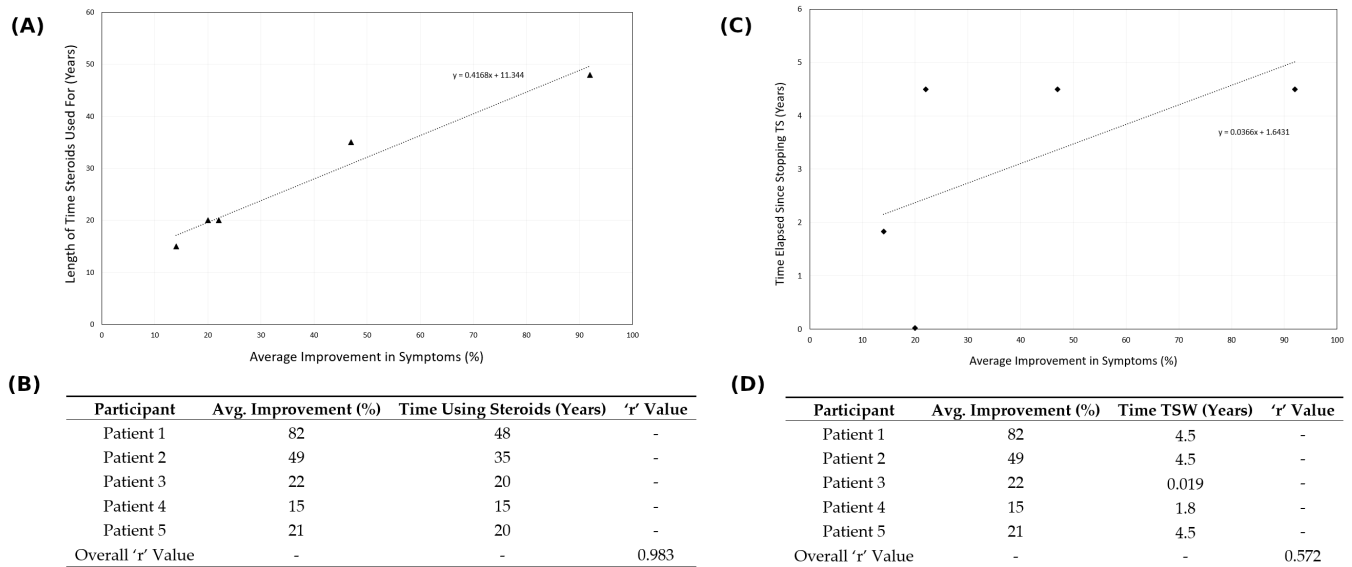 (A)
60
50
40
30
20
10
0
Length of Time Steroids Used For (Years)
y = 0.4168x + 11.344
0 10 20 30 40 50 60 70 80 90 100
Average Improvement in Symptoms (%)
(C)
6
5
4
3
2
1
0
Time Elapsed Since Stopping TS (Years)
y = 0.0366x + 1.6431
0 10 20 30 40 50 60 70 80 90 100
Average Improvement in Symptoms (%)
(B)
Participant Avg. Improvement (%) Time Using Steroids (Years) ‘r’ Value
Patient 1 82 48 -
Patient 2 49 35 -
Patient 3 22 20 -
Patient 4 15 15 -
Patient 5 21 20 -
Overall ‘r’ Value - - 0.983
(D)
Participant Avg. Improvement (%) Time TSW (Years) ‘r’ Value
Patient 1 82 4.5 -
Patient 2 49 4.5 -
Patient 3 22 0.019 -
Patient 4 15 1.8 -
Patient 5 21 4.5 -
Overall ‘r’ Value - - 0.572